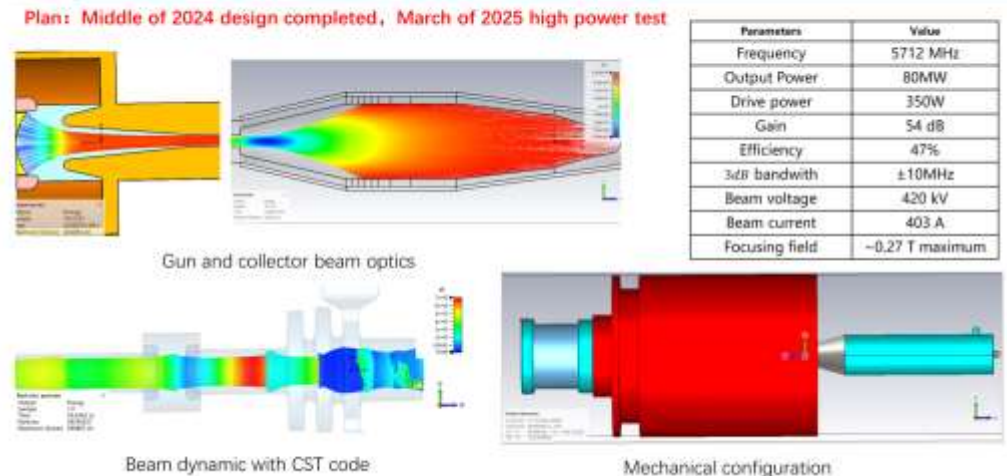 Plan: Middle of 2024 design completed, March of 2025 high power test
Parameters Value
Frequency 5712 MHz
Output Power 80MW
Drive power 350W
Gain 54 dB
Efficiency 47%
3dB bandwith ±10MHz
Beam voltage 420 kV
Beam current 403 A
Focusing field ~0.27 T maximum
Gun and collector beam optics
Beam dynamic with CST code
Mechanical configuration